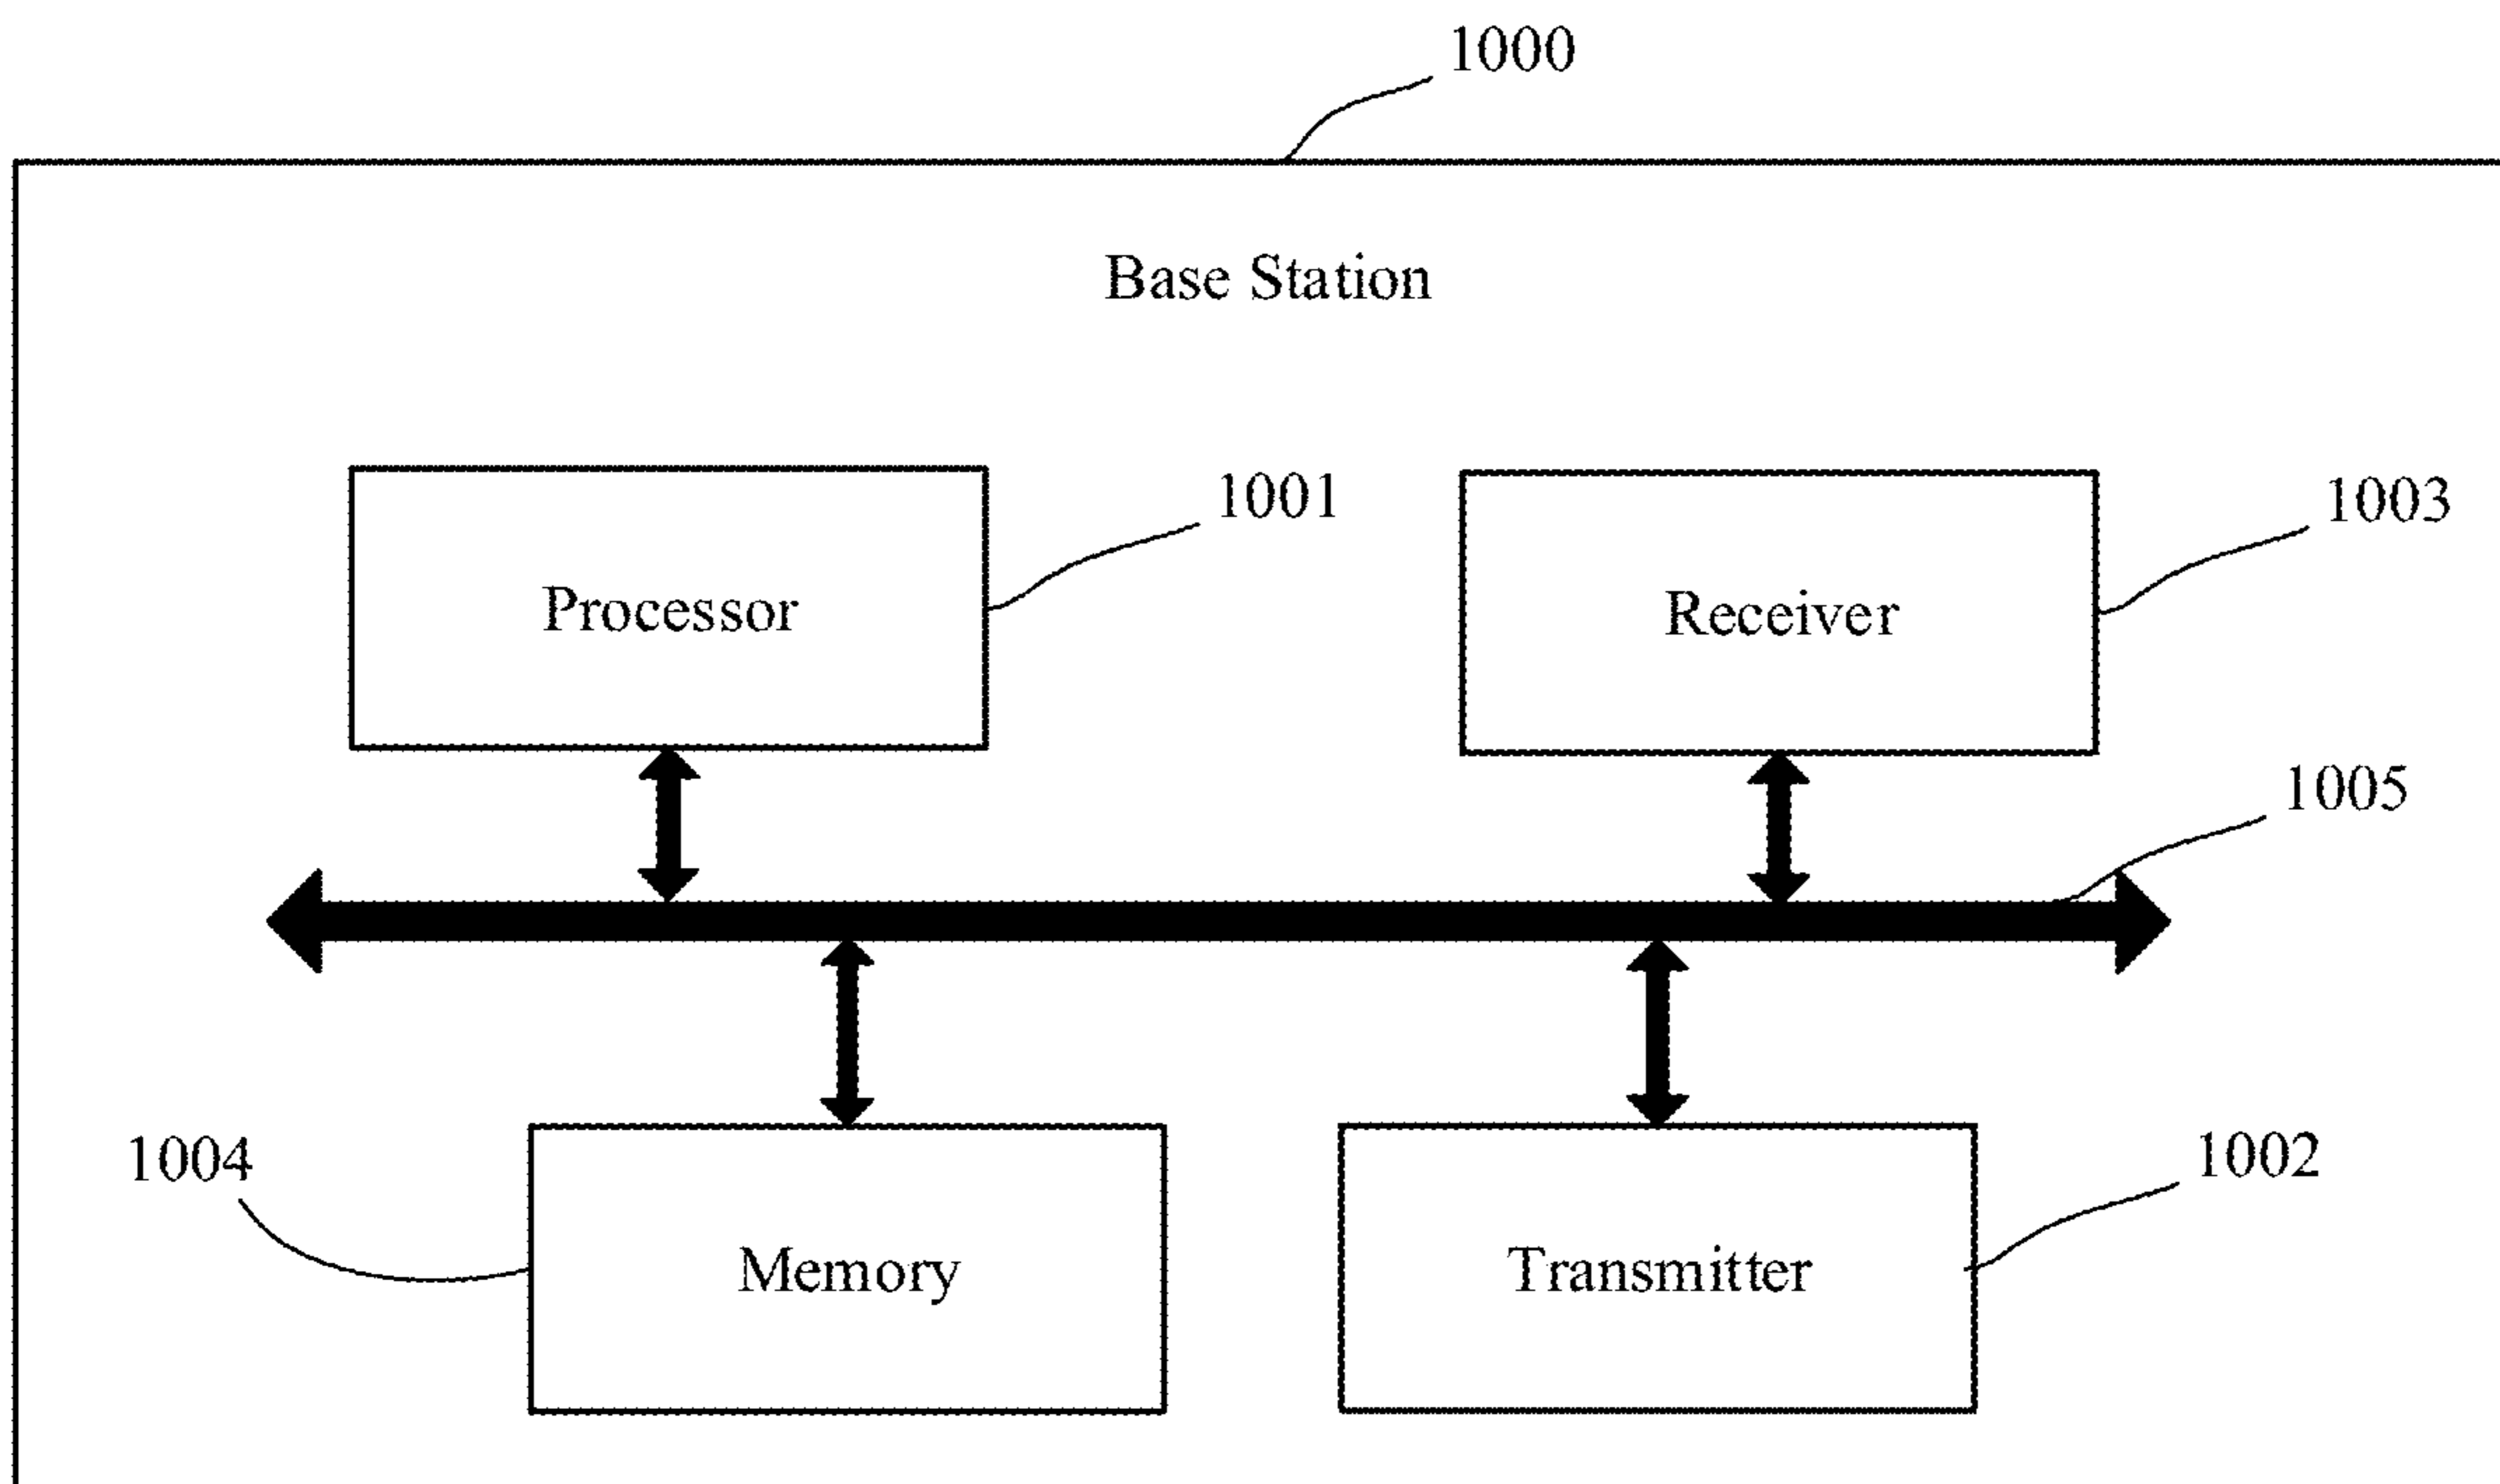 1000
Base Station
1001
1003
Processor
Receiver
1005
1004
1002
Memory
Transmitter